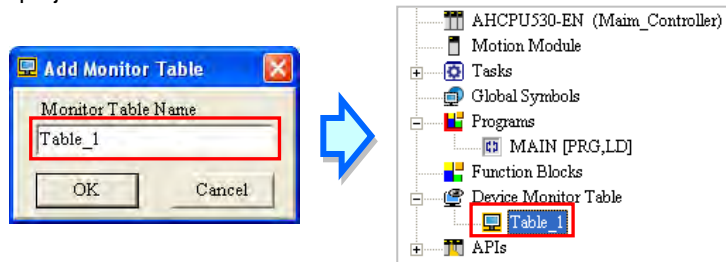 Add Monitor Table
Monitor Table Name
Table_1
OK
Cancel
AHCPU530-EN (Maim_Controller)
Motion Module
Tasks
Global Symbols
Programs
MAIN [PRG,LD]
Function Blocks
Device Monitor Table
Table_1
APIs